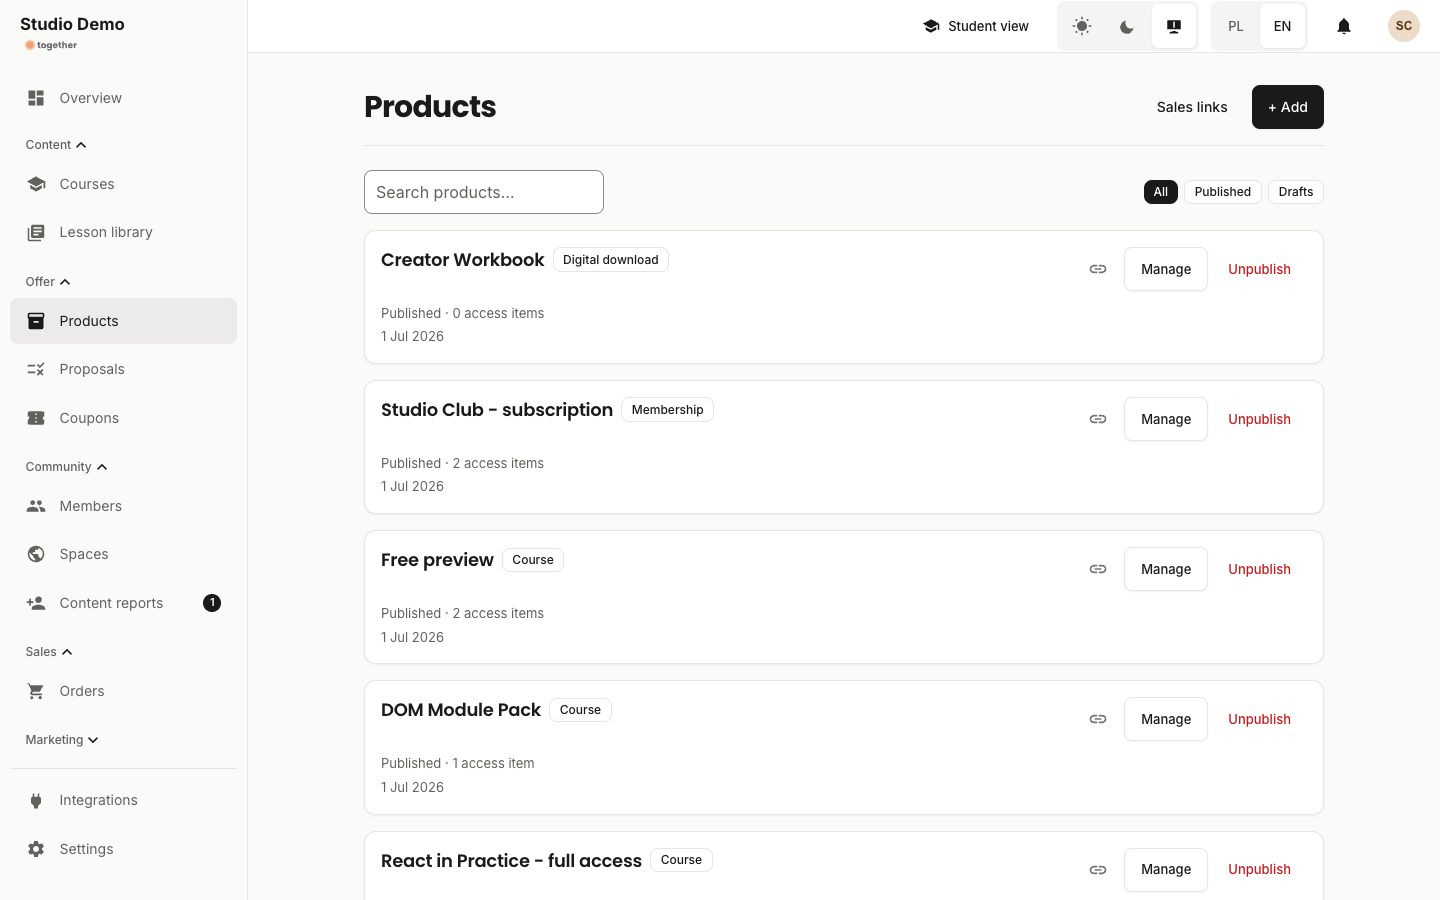 Studio Demo
together
Student view
PL
EN
SC
Overview
Content
Courses
Lesson library
Offer
Products
Proposals
Coupons
Community
Members
Spaces
Content reports
1
Sales
Orders
Marketing
Integrations
Settings
Products
Sales links
+ Add
Search products...
All
Published
Drafts
Creator Workbook
Digital download
Manage
Unpublish
Published · 0 access items
1 Jul 2026
Studio Club - subscription
Membership
Manage
Unpublish
Published · 2 access items
1 Jul 2026
Free preview
Course
Manage
Unpublish
Published · 2 access items
1 Jul 2026
DOM Module Pack
Course
Manage
Unpublish
Published · 1 access item
1 Jul 2026
React in Practice - full access
Course
Manage
Unpublish